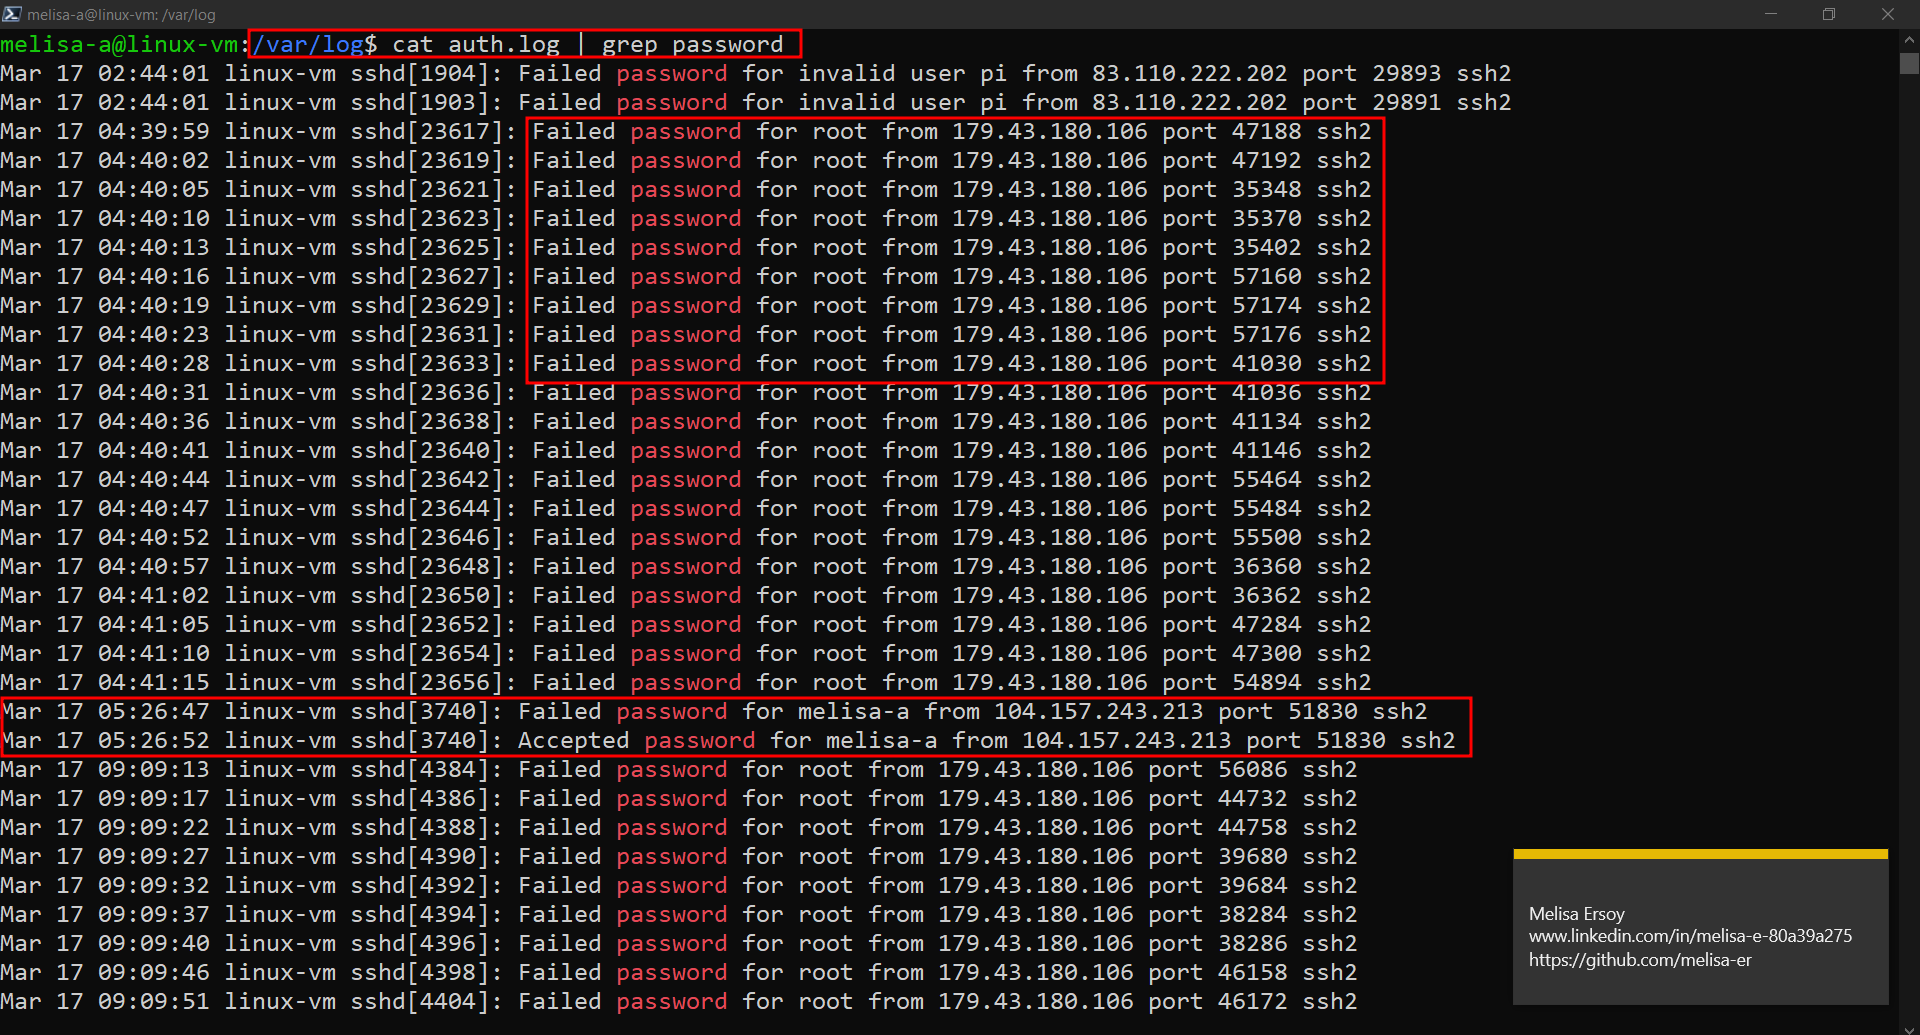 melisa-a@linux-vm: /var/log
melisa-a@linux-vm:/var/log$ cat auth.log | grep password
Mar 17 02:44:01 linux-vm sshd[1904]: Failed password for invalid user pi from 83.110.222.202 port 29893 ssh2
Mar 17 02:44:01 linux-vm sshd[1903]: Failed password for invalid user pi from 83.110.222.202 port 29891 ssh2
Mar 17 04:39:59 linux-vm sshd[23617]: Failed password for root from 179.43.180.106 port 47188 ssh2
Mar 17 04:40:02 linux-vm sshd[23619]: Failed password for root from 179.43.180.106 port 47192 ssh2
Mar 17 04:40:05 linux-vm sshd[23621]: Failed password for root from 179.43.180.106 port 35348 ssh2
Mar 17 04:40:10 linux-vm sshd[23623]: Failed password for root from 179.43.180.106 port 35370 ssh2
Mar 17 04:40:13 linux-vm sshd[23625]: Failed password for root from 179.43.180.106 port 35402 ssh2
Mar 17 04:40:16 linux-vm sshd[23627]: Failed password for root from 179.43.180.106 port 57160 ssh2
Mar 17 04:40:19 linux-vm sshd[23629]: Failed password for root from 179.43.180.106 port 57174 ssh2
Mar 17 04:40:23 linux-vm sshd[23631]: Failed password for root from 179.43.180.106 port 57176 ssh2
Mar 17 04:40:28 linux-vm sshd[23633]: Failed password for root from 179.43.180.106 port 41030 ssh2
Mar 17 04:40:31 linux-vm sshd[23636]: Failed password for root from 179.43.180.106 port 41036 ssh2
Mar 17 04:40:36 linux-vm sshd[23638]: Failed password for root from 179.43.180.106 port 41134 ssh2
Mar 17 04:40:41 linux-vm sshd[23640]: Failed password for root from 179.43.180.106 port 41146 ssh2
Mar 17 04:40:44 linux-vm sshd[23642]: Failed password for root from 179.43.180.106 port 55464 ssh2
Mar 17 04:40:47 linux-vm sshd[23644]: Failed password for root from 179.43.180.106 port 55484 ssh2
Mar 17 04:40:52 linux-vm sshd[23646]: Failed password for root from 179.43.180.106 port 55500 ssh2
Mar 17 04:40:57 linux-vm sshd[23648]: Failed password for root from 179.43.180.106 port 36360 ssh2
Mar 17 04:41:02 linux-vm sshd[23650]: Failed password for root from 179.43.180.106 port 36362 ssh2
Mar 17 04:41:05 linux-vm sshd[23652]: Failed password for root from 179.43.180.106 port 47284 ssh2
Mar 17 04:41:10 linux-vm sshd[23654]: Failed password for root from 179.43.180.106 port 47300 ssh2
Mar 17 04:41:15 linux-vm sshd[23656]: Failed password for root from 179.43.180.106 port 54894 ssh2
Mar 17 05:26:47 linux-vm sshd[3740]: Failed password for melisa-a from 104.157.243.213 port 51830 ssh2
Mar 17 05:26:52 linux-vm sshd[3740]: Accepted password for melisa-a from 104.157.243.213 port 51830 ssh2
Mar 17 09:09:13 linux-vm sshd[4384]: Failed password for root from 179.43.180.106 port 56086 ssh2
Mar 17 09:09:17 linux-vm sshd[4386]: Failed password for root from 179.43.180.106 port 44732 ssh2
Mar 17 09:09:22 linux-vm sshd[4388]: Failed password for root from 179.43.180.106 port 44758 ssh2
Mar 17 09:09:27 linux-vm sshd[4390]: Failed password for root from 179.43.180.106 port 39680 ssh2
Mar 17 09:09:32 linux-vm sshd[4392]: Failed password for root from 179.43.180.106 port 39684 ssh2
Mar 17 09:09:37 linux-vm sshd[4394]: Failed password for root from 179.43.180.106 port 38284 ssh2
Mar 17 09:09:40 linux-vm sshd[4396]: Failed password for root from 179.43.180.106 port 38286 ssh2
Mar 17 09:09:46 linux-vm sshd[4398]: Failed password for root from 179.43.180.106 port 46158 ssh2
Mar 17 09:09:51 linux-vm sshd[4404]: Failed password for root from 179.43.180.106 port 46172 ssh2
Melisa Ersoy
www.linkedin.com/in/melisa-e-80a39a275
https://github.com/melisa-er